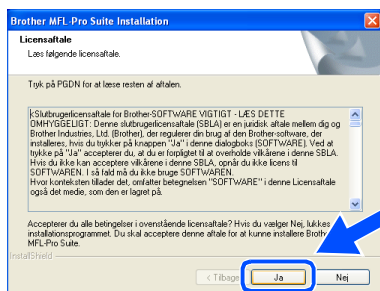 Brother MFL-Pro Suite Installation
Licensaftale
Læs følgende licensaftale.
Tryk på PGDN for at læse resten af aftalen.
kSlutbrugerlicensaftale for Brother-SOFTWARE VIGTIGT - LÆS DETTE
OMHYGGELIGT: Denne slutbrugerlicensaftale (SBLA) er en juridisk aftale mellem dig og
Brother Industries, Ltd. (Brother), der regulerer din brug af den Brother-software, der
installeres, hvis du trykker på knappen "Ja" i denne dialogboks (SOFTWARE). Ved at
trykke på "Ja" accepterer du, at du er forpligtet til at overholde vilkårene i denne SBLA.
Hvis du ikke kan acceptere vilkårene i denne SBLA, opnår du ikke licens til
SOFTWAREN. I så fald må du ikke bruge SOFTWAREN.
Hvor konteksten tillader det, omfatter betegnelsen "SOFTWARE" i denne Licensaftale
også det medie, som den er lagret på.
Accepterer du alle betingelser i ovenstående licensaftale? Hvis du vælger Nej, lukkes
installationsprogrammet. Du skal acceptere denne aftale for at kunne installere
MFL-Pro Suite.
InstallShield
< Tilbage
Ja
Nej